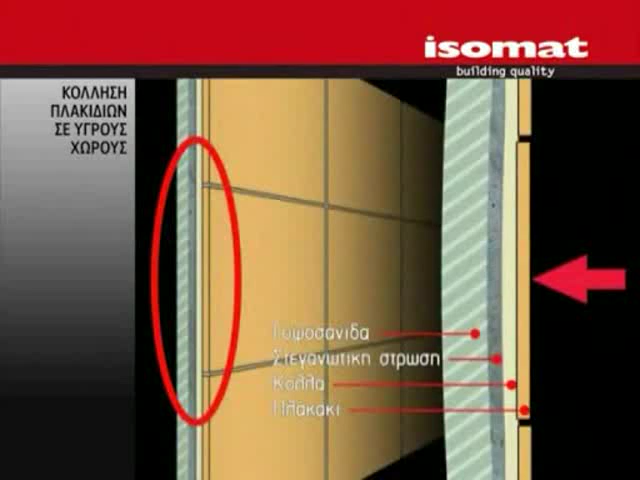 isomat
building quality
ΚΟΛΛΗΣΗ
ΠΛΑΚΙΔΙΩΝ
ΣΕ ΥΓΡΟΥΣ
ΧΩΡΟΥΣ
Γυψοσανίδα
Στεγανωτική στρώση
Κόλλα
Πλακάκι